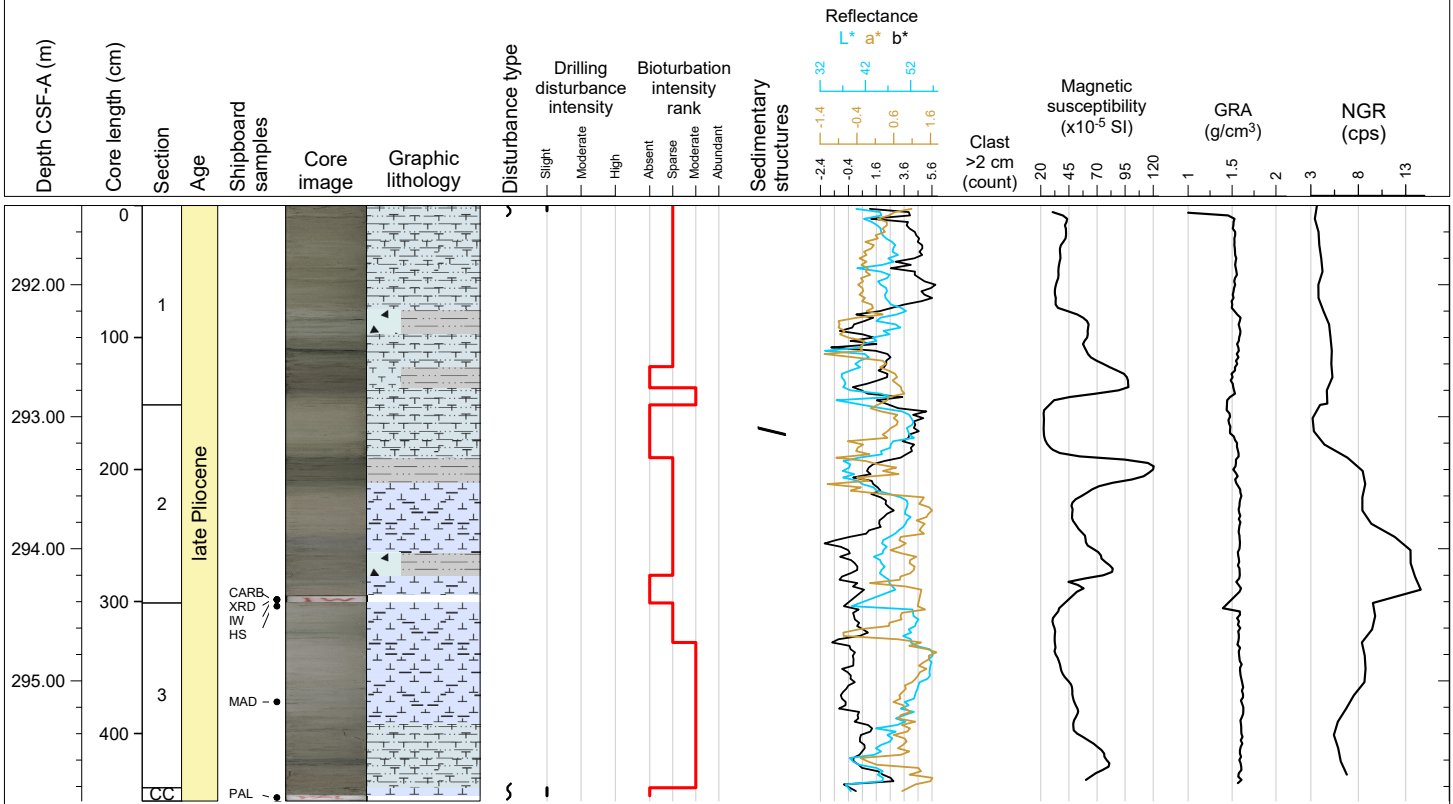 Depth CSF-A (m)
Core length (cm)
Section
Age
Shipboard
samples
Core
image
Graphic
lithology
Disturbance type
Drilling
disturbance
intensity
Slight
Moderate
High
Bioturbation
intensity
rank
Absent
Sparse
Moderate
Abundant
Sedimentary
structures
Reflectance
L* a* b*
32 42 52
-1.4 -0.4 0.6 1.6
-2.4 -0.4 1.6 3.6 5.6
Clast
>2 cm
(count)
Magnetic
susceptibility
(x10-5 SI)
20 45 70 95 120
GRA
(g/cm3)
1 1.5 2
NGR
(cps)
3 8 13
0
292.00
1
100
293.00
200
2
late Pliocene
294.00
CARB
300
XRD
IW
HS
295.00
3
MAD
400
CC
PAL